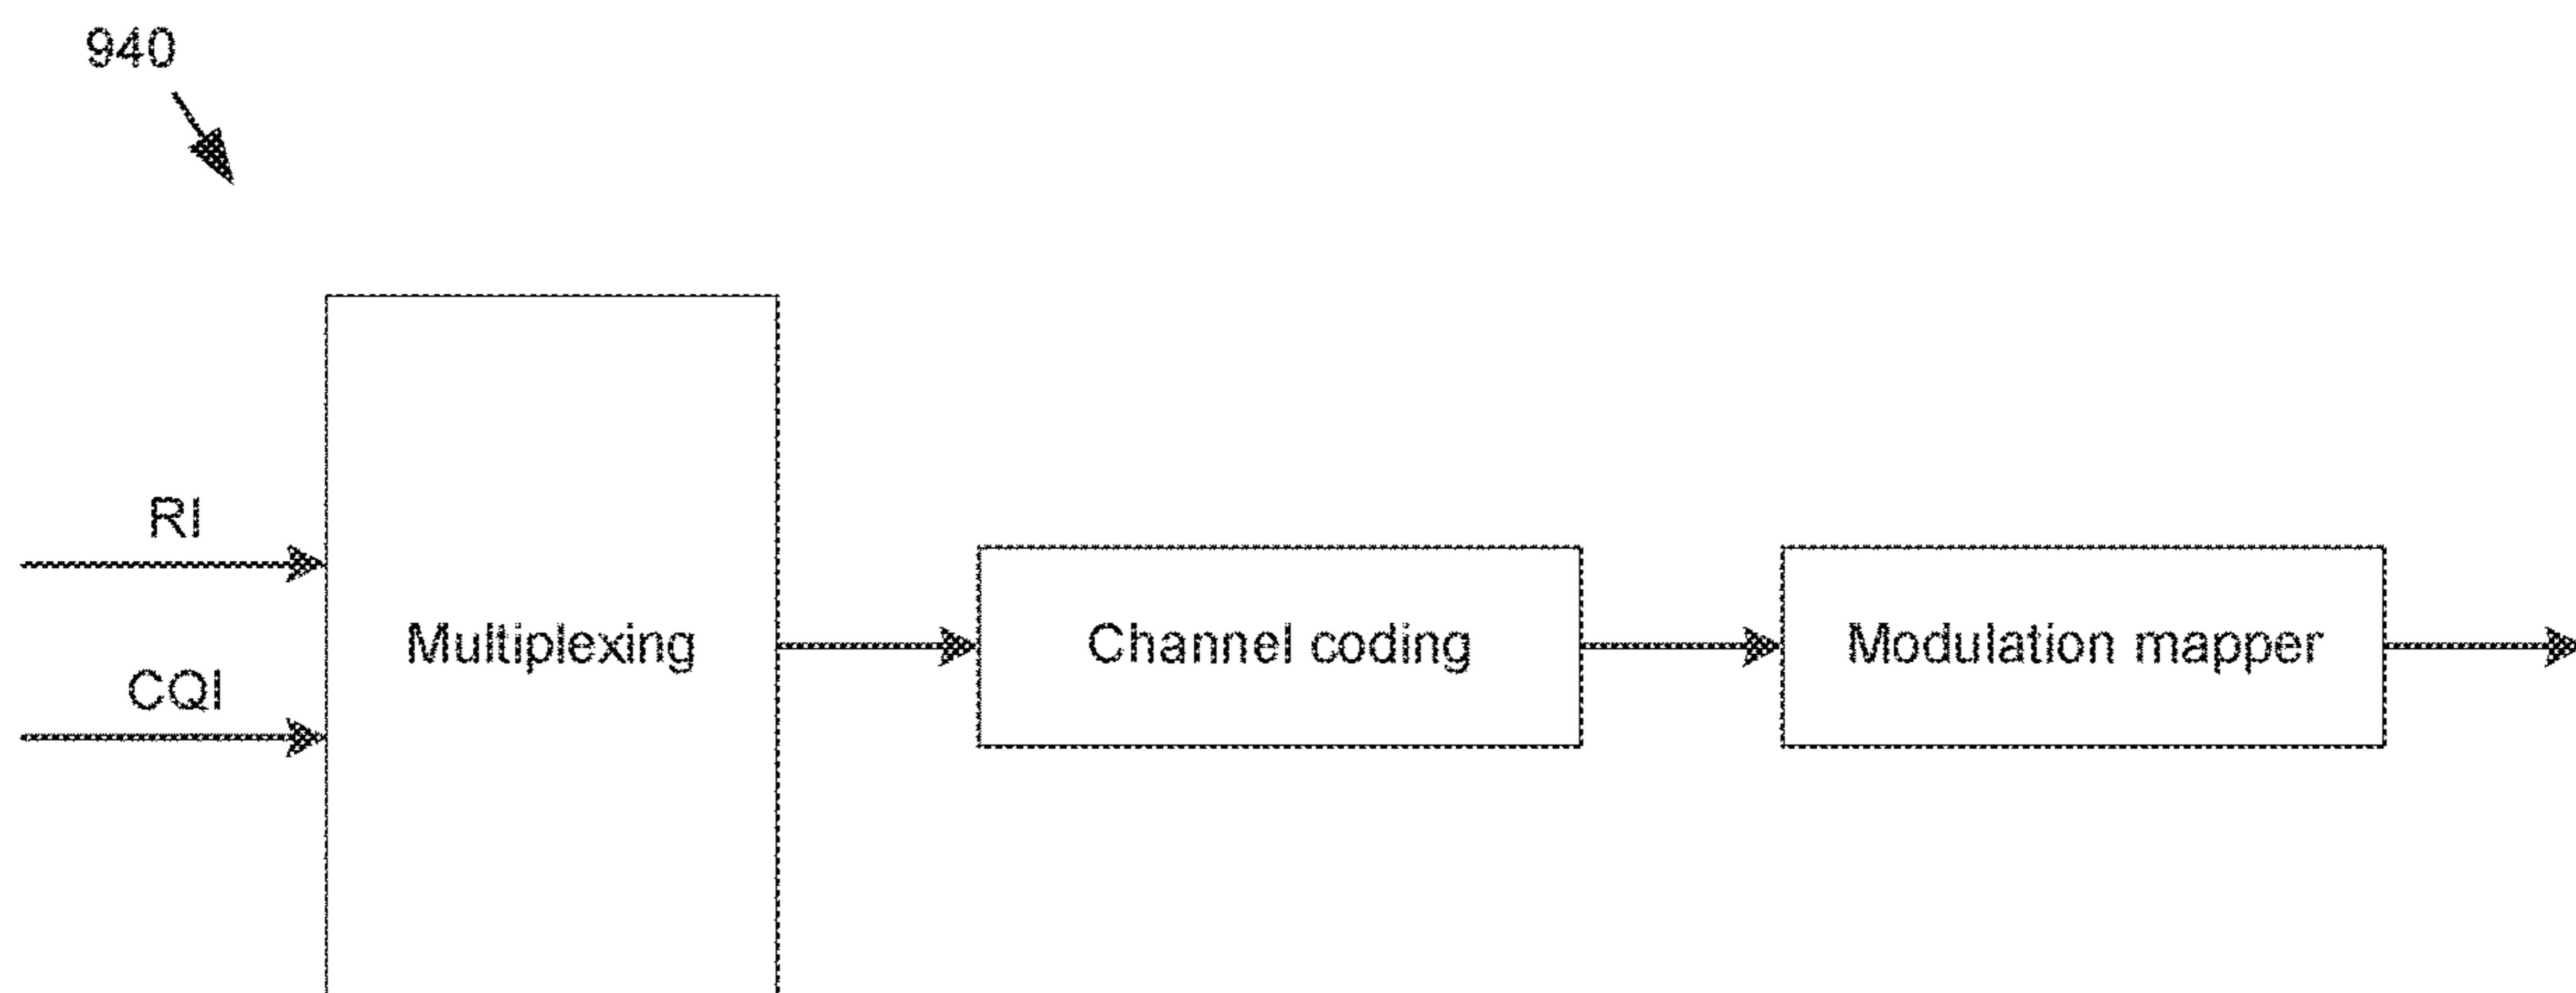 940
RI
CQI
Multiplexing
Channel coding
Modulation mapper